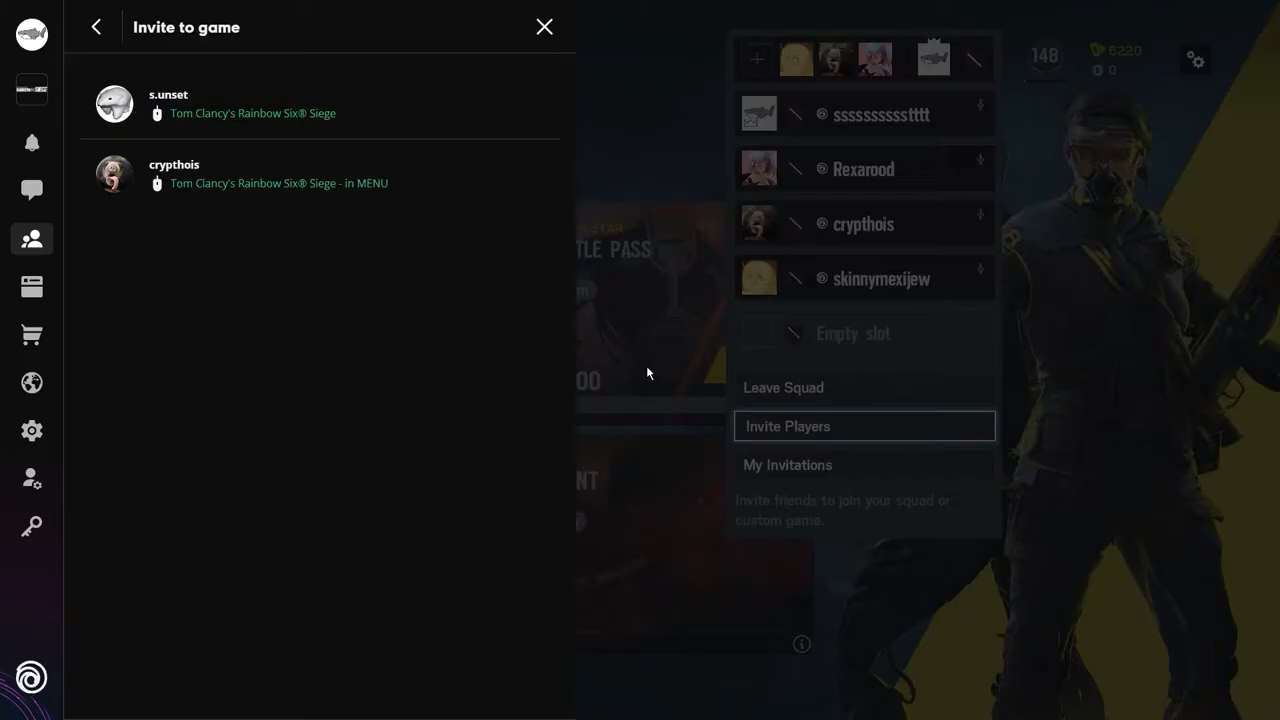 Invite to game
s.unset
Tom Clancy's Rainbow Six® Siege
crypthois
Tom Clancy's Rainbow Six® Siege - in MENU
148
6220
0
sssssssssstttt
Rexarood
crypthois
skinnymexijew
Empty slot
Leave Squad
Invite Players
My Invitations
Invite friends to join your squad or
custom game.
STAR
TLE PASS
00
NT